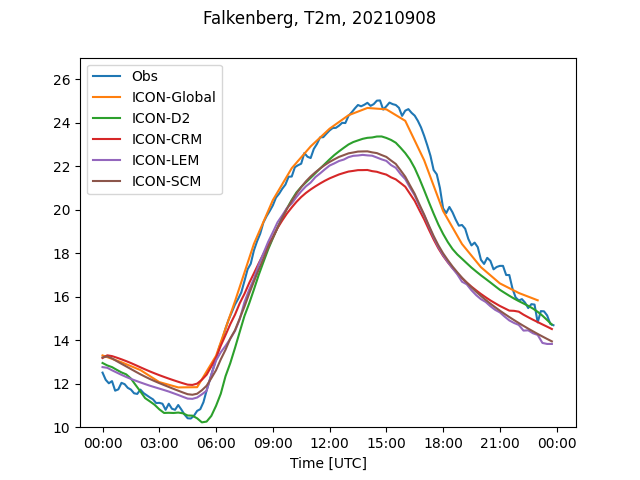 Falkenberg, T2m, 20210908
Obs
ICON-Global
ICON-D2
ICON-CRM
ICON-LEM
ICON-SCM
26
24
22
20
18
16
14
12
10
00:00 03:00 06:00 09:00 12:00 15:00 18:00 21:00 00:00
Time [UTC]